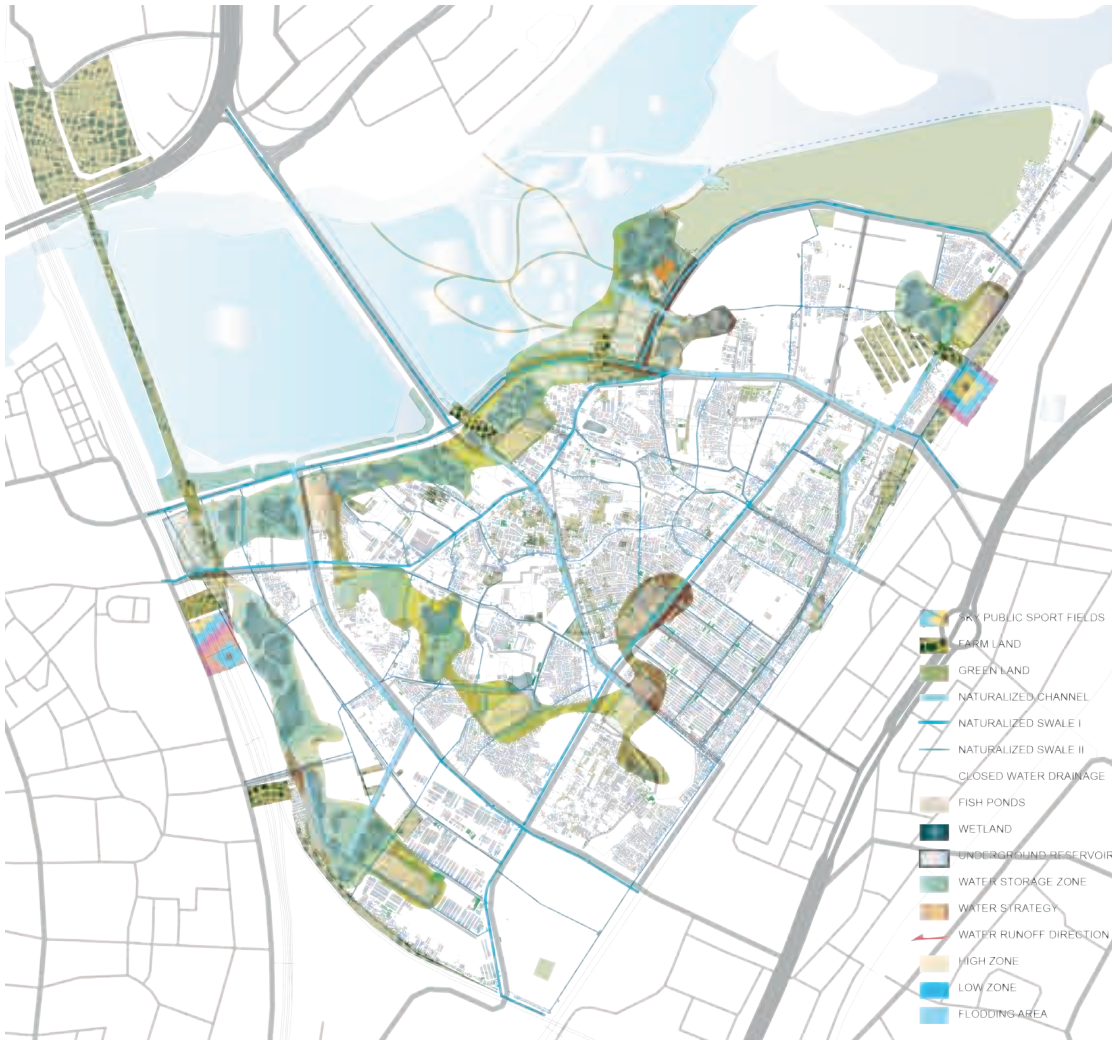 SKY PUBLIC SPORT FIELDS
FARM LAND
GREEN LAND
NATURALIZED CHANNEL
NATURALIZED SWALE I
NATURALIZED SWALE II
CLOSED WATER DRAINAGE
FISH PONDS
WETLAND
UNDERGROUND RESERVOIR
WATER STORAGE ZONE
WATER STRATEGY
WATER RUNOFF DIRECTION
HIGH ZONE
LOW ZONE
FLODDING AREA